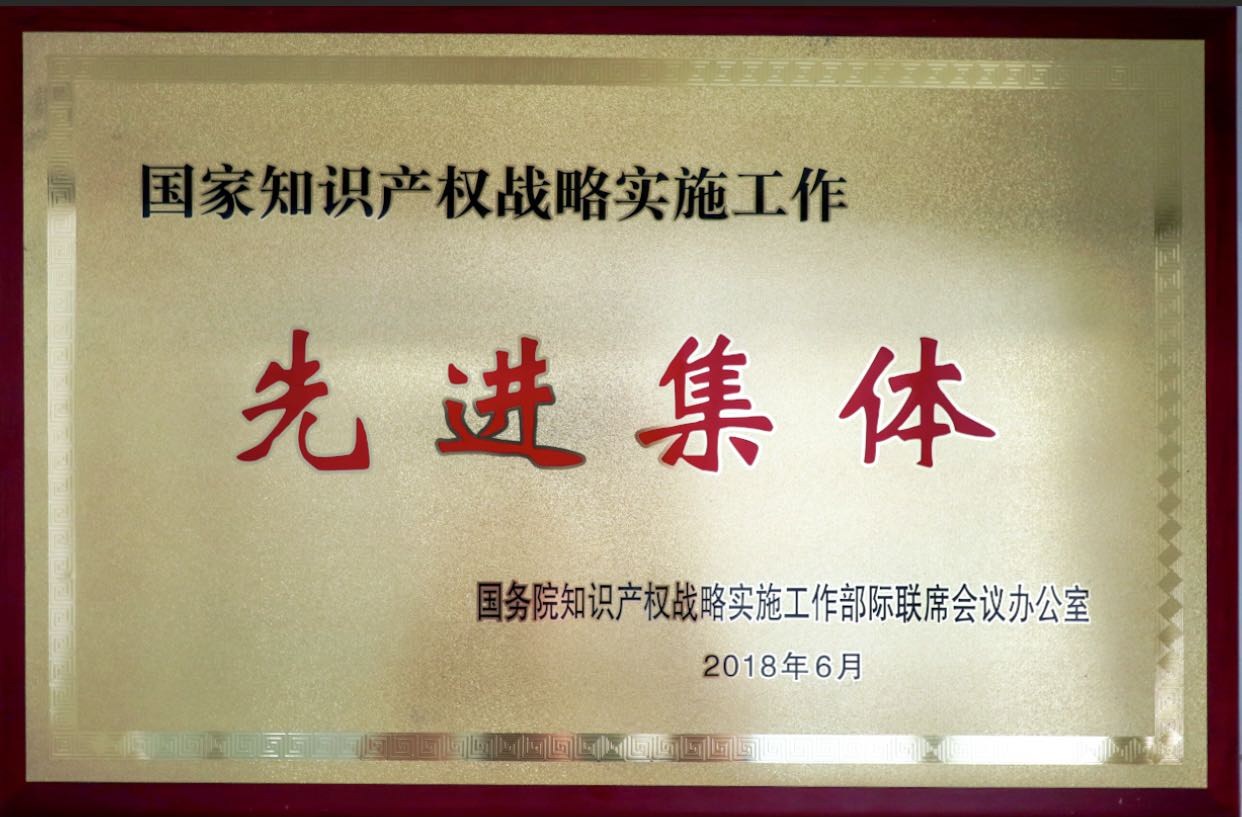 国家知识产权战略实施工作
先进集体
国务院知识产权战略实施工作部际联席会议办公室
2018年6月